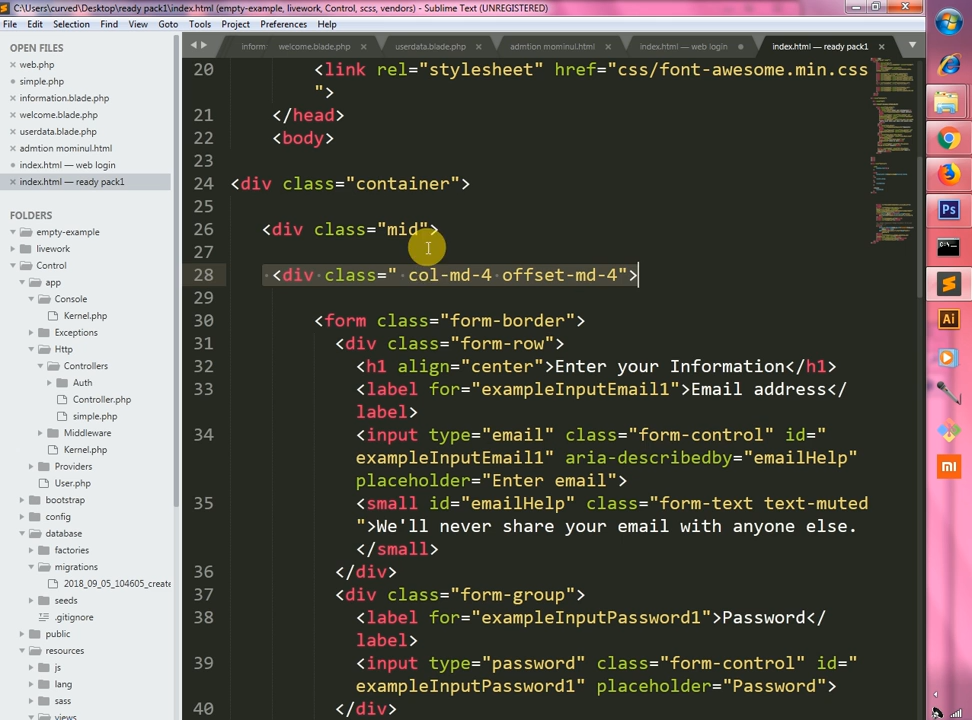 C:\Users\curved\Desktop\ready pack1\index.html (empty-example, livework, Control, scss, vendors) - Sublime Text (UNREGISTERED)
File Edit Selection Find View Goto Tools Project Preferences Help
OPEN FILES
web.php
simple.php
information.blade.php
welcome.blade.php
userdata.blade.php
admtion mominul.html
index.html — web login
index.html — ready pack1
FOLDERS
empty-example
livework
Control
app
Console
Kernel.php
Exceptions
Http
Controllers
Auth
Controller.php
simple.php
Middleware
Kernel.php
Providers
User.php
bootstrap
config
database
factories
migrations
2018_09_05_104605_create
seeds
.gitignore
public
resources
js
lang
sass
views
inform welcome.blade.php userdata.blade.php admtion mominul.html index.html — web login index.html — ready pack1
20 <link rel="stylesheet" href="css/font-awesome.min.css
">
21 </head>
22 <body>
23
24 <div class="container">
25
26 <div class="mid">
27
28 <div class=" col-md-4 offset-md-4">
29
30 <form class="form-border">
31 <div class="form-row">
32 <h1 align="center">Enter your Information</h1>
33 <label for="exampleInputEmail1">Email address</
label>
34 <input type="email" class="form-control" id="
exampleInputEmail1" aria-describedby="emailHelp"
placeholder="Enter email">
35 <small id="emailHelp" class="form-text text-muted
">We'll never share your email with anyone else.
</small>
36 </div>
37 <div class="form-group">
38 <label for="exampleInputPassword1">Password</
label>
39 <input type="password" class="form-control" id="
exampleInputPassword1" placeholder="Password">
40 </div>
Ps
Ai
mi